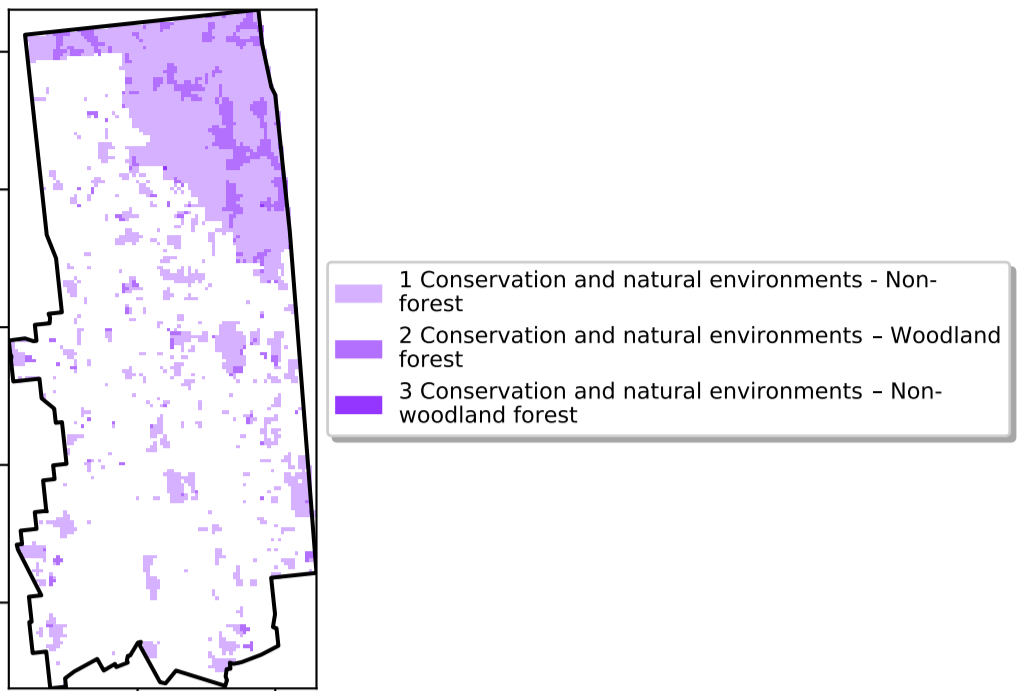 1 Conservation and natural environments - Non-
forest
2 Conservation and natural environments – Woodland
forest
3 Conservation and natural environments – Non-
woodland forest